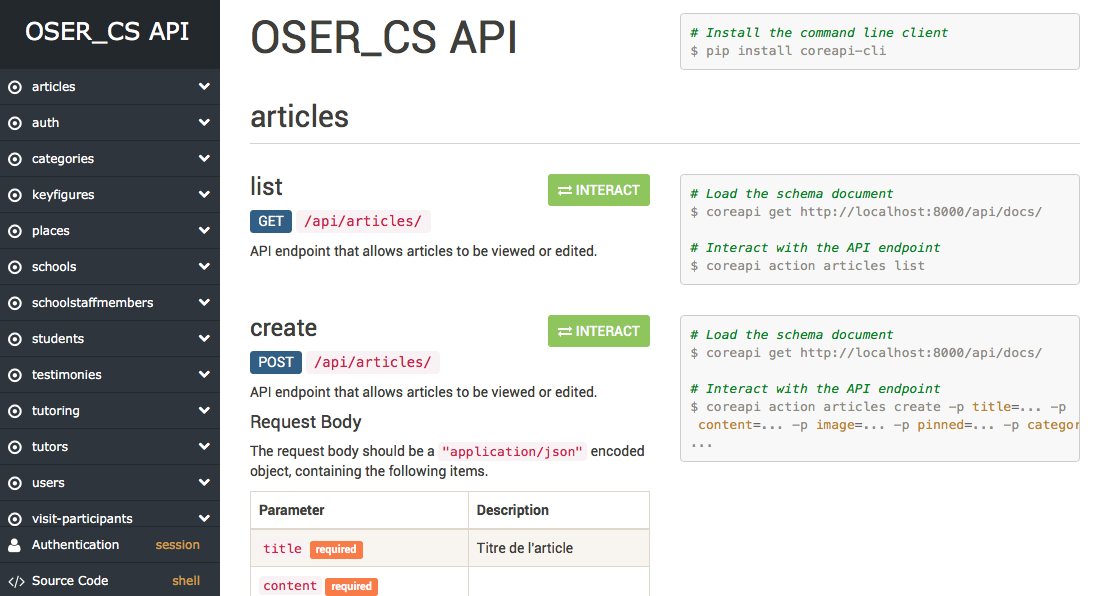 OSER_CS API
articles
auth
categories
keyfigures
places
schools
schoolstaffmembers
students
testimonies
tutoring
tutors
users
visit-participants
Authentication session
Source Code shell
OSER_CS API
# Install the command line client
$ pip install coreapi-cli
articles
list
INTERACT
GET /api/articles/
API endpoint that allows articles to be viewed or edited.
# Load the schema document
$ coreapi get http://localhost:8000/api/docs/
# Interact with the API endpoint
$ coreapi action articles list
create
INTERACT
POST /api/articles/
API endpoint that allows articles to be viewed or edited.
Request Body
The request body should be a "application/json" encoded
object, containing the following items.
Parameter Description
title required Titre de l'article
content required
# Load the schema document
$ coreapi get http://localhost:8000/api/docs/
# Interact with the API endpoint
$ coreapi action articles create -p title=... -p
content=... -p image=... -p pinned=... -p categor
...